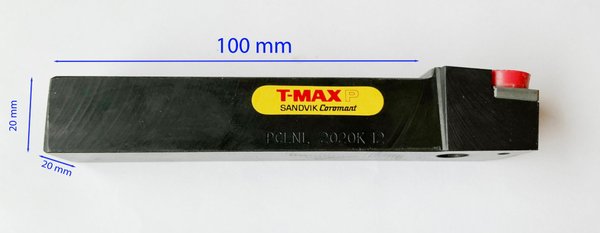 100 mm
T-MAX P
SANDVIK Coromant
20 mm
PCLNL 2020K 12
20 mm